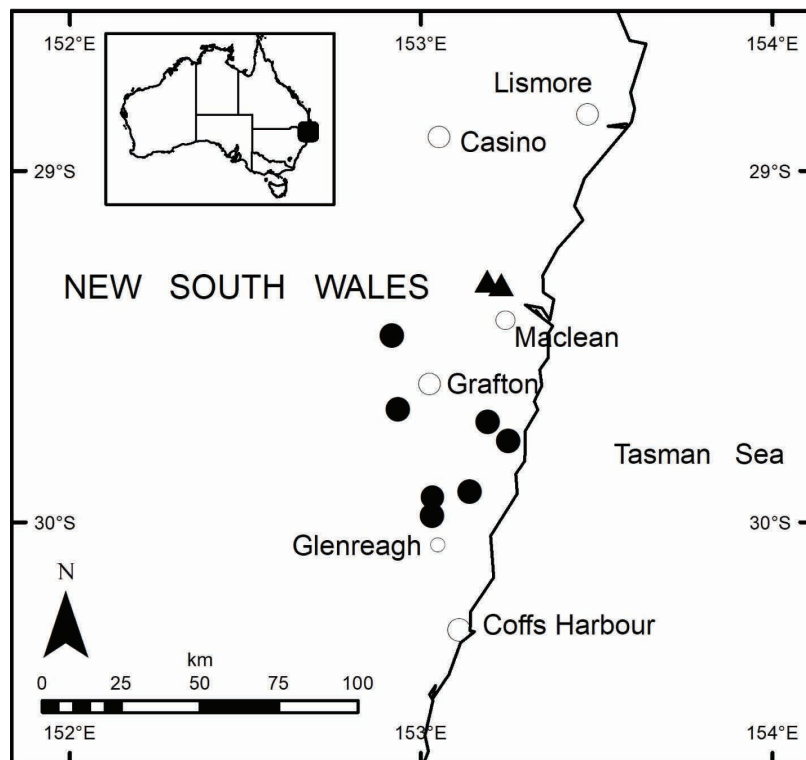 152°E
153°E
154°E
Lismore
Casino
29°S
29°S
NEW SOUTH WALES
Maclean
Grafton
Tasman Sea
30°S
30°S
Glenreagh
N
Coffs Harbour
km
0 25 50 75 100
152°E
153°E
154°E